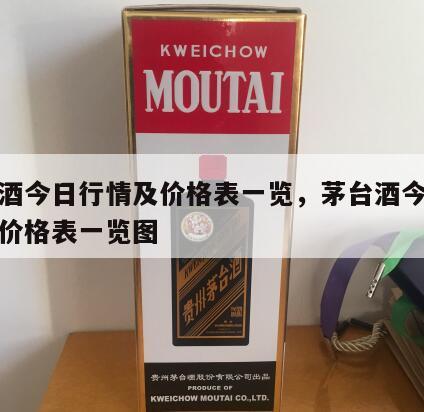 KWEICHOW
MOUTAI
酒今日行情及价格表一览，茅台酒今
价格表一览图
贵州茅台酒
贵州茅台酒股份有限公司出品
PRODUCE OF
KWEICHOW MOUTAI CO.,LTD.